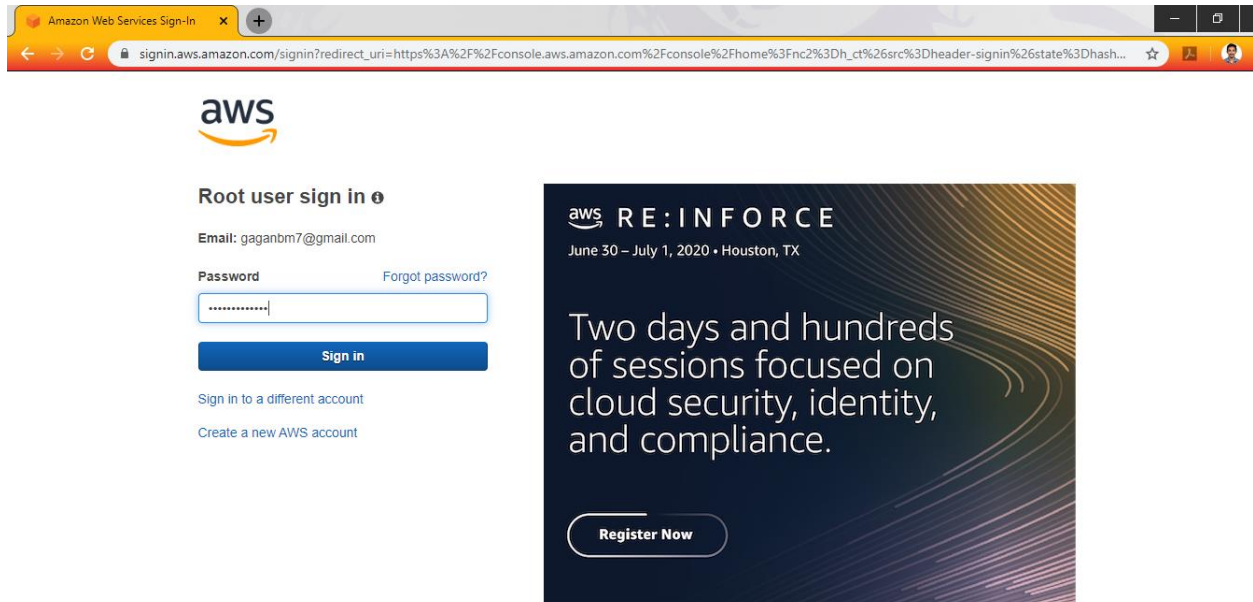 Amazon Web Services Sign-In
signin.aws.amazon.com/signin?redirect_uri=https%3A%2F%2Fconsole.aws.amazon.com%2Fconsole%2Fhome%3Fnc2%3Dh_ct%26src%3Dheader-signin%26state%3Dhash...
aws
Root user sign in
Email: gaganbm7@gmail.com
Password Forgot password?
•••••••••••••
Sign in
Sign in to a different account
Create a new AWS account
aws RE:INFORCE
June 30 – July 1, 2020 • Houston, TX
Two days and hundreds
of sessions focused on
cloud security, identity,
and compliance.
Register Now